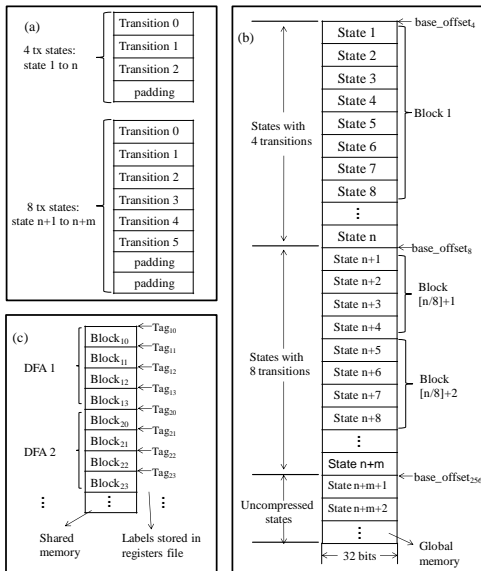 (a)
4 tx states:
state 1 to n
Transition 0
Transition 1
Transition 2
padding
8 tx states:
state n+1 to n+m
Transition 0
Transition 1
Transition 2
Transition 3
Transition 4
Transition 5
padding
padding
(b)
base_offset4
State 1
State 2
State 3
State 4
State 5
State 6
State 7
State 8
State n
Block 1
States with
4 transitions
base_offset8
State n+1
State n+2
State n+3
State n+4
State n+5
State n+6
State n+7
State n+8
State n+m
Block
[n/8]+1
Block
[n/8]+2
States with
8 transitions
base_offset256
State n+m+1
State n+m+2
Uncompressed
states
32 bits
Global
memory
(c)
DFA 1
Block10
Block11
Block12
Block13
DFA 2
Block20
Block21
Block22
Block23
Tag10
Tag11
Tag12
Tag13
Tag20
Tag21
Tag22
Tag23
Shared
memory
Labels stored in
registers file